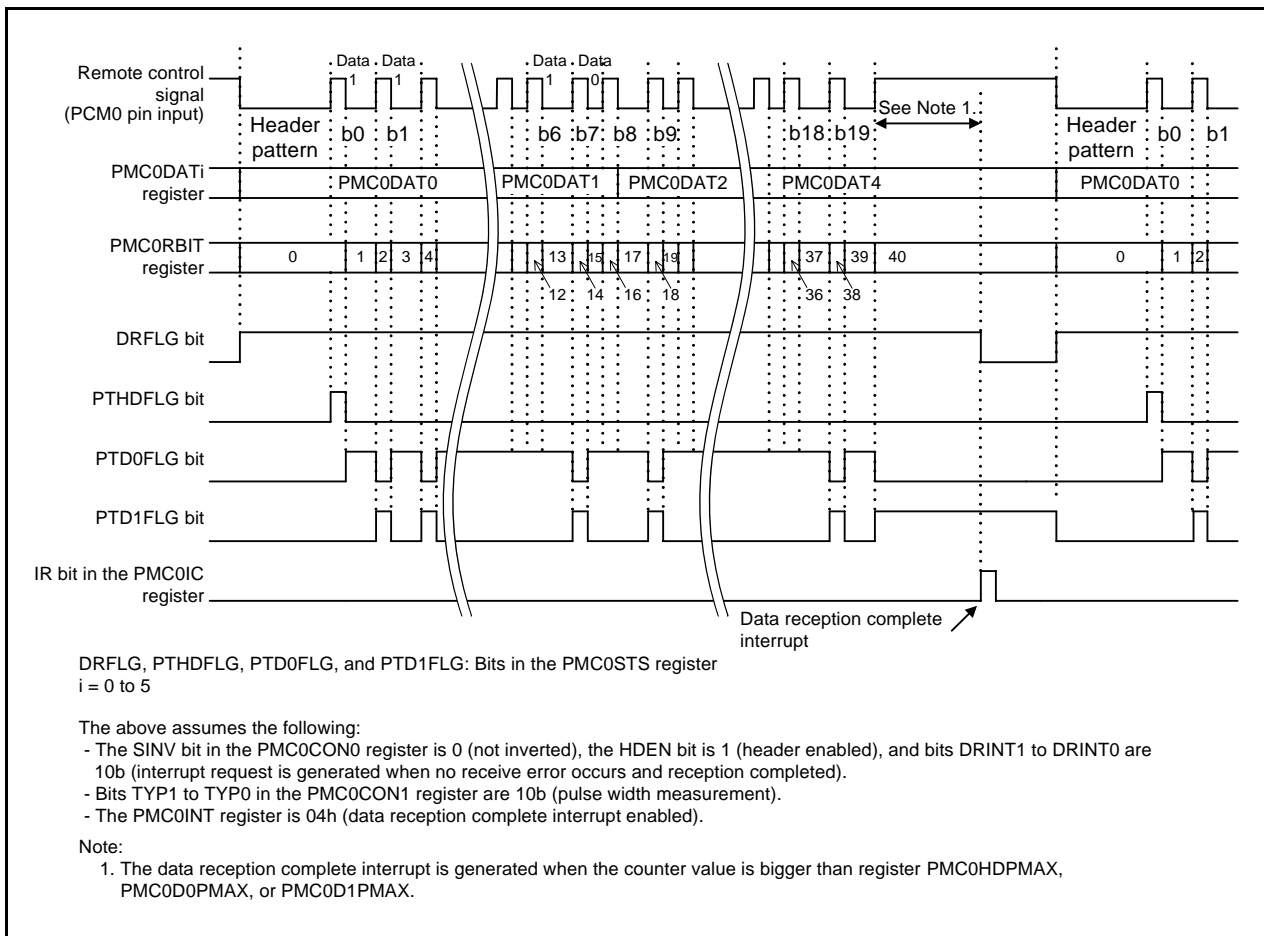 Data Data Data Data
1 1 1 0
Remote control
signal
(PCM0 pin input)
See Note 1
Header
pattern
b0 b1 b6 b7 b8 b9 b18 b19
Header
pattern
b0 b1
PMC0DATi
register
PMC0DAT0 PMC0DAT1 PMC0DAT2 PMC0DAT4 PMC0DAT0
PMC0RBIT
register
0 1 2 3 4 13 15 17 19 37 39 40 0 1 2
12 14 16 18 36 38
DRFLG bit
PTHDFLG bit
PTD0FLG bit
PTD1FLG bit
IR bit in the PMC0IC
register
Data reception complete
interrupt
DRFLG, PTHDFLG, PTD0FLG, and PTD1FLG: Bits in the PMC0STS register
i = 0 to 5
The above assumes the following:
- The SINV bit in the PMC0CON0 register is 0 (not inverted), the HDEN bit is 1 (header enabled), and bits DRINT1 to DRINT0 are
10b (interrupt request is generated when no receive error occurs and reception completed).
- Bits TYP1 to TYP0 in the PMC0CON1 register are 10b (pulse width measurement).
- The PMC0INT register is 04h (data reception complete interrupt enabled).
Note:
1. The data reception complete interrupt is generated when the counter value is bigger than register PMC0HDPMAX,
PMC0D0PMAX, or PMC0D1PMAX.